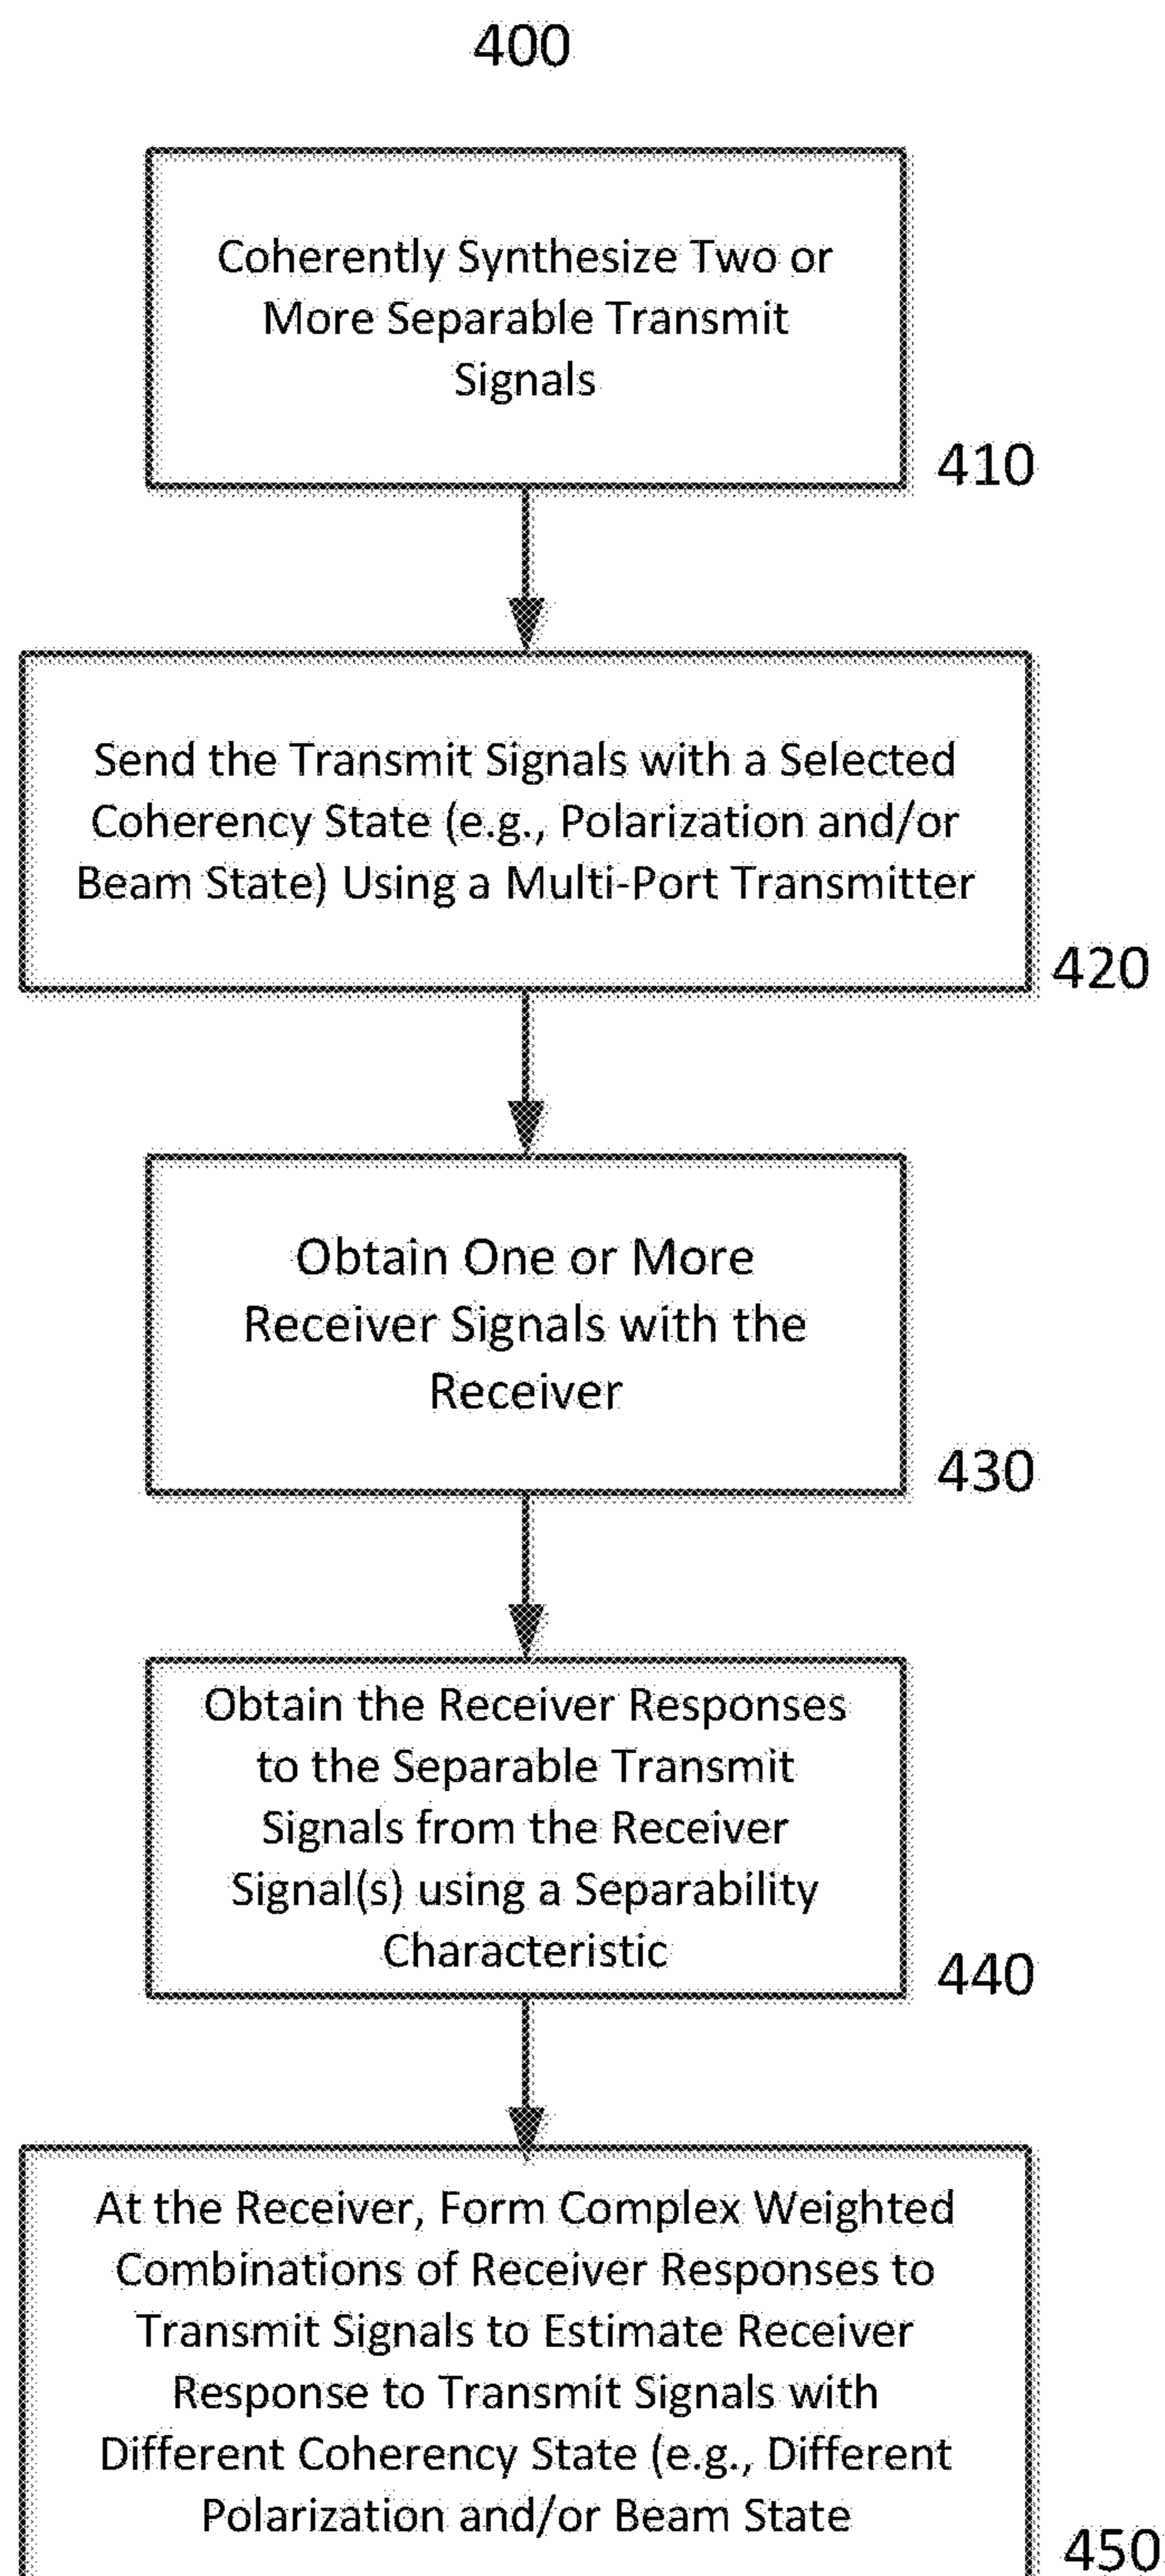 400
Coherently Synthesize Two or
More Separable Transmit
Signals
410
Send the Transmit Signals with a Selected
Coherency State (e.g., Polarization and/or
Beam State) Using a Multi-Port Transmitter
420
Obtain One or More
Receiver Signals with the
Receiver
430
Obtain the Receiver Responses
to the Separable Transmit
Signals from the Receiver
Signal(s) using a Separability
Characteristic
440
At the Receiver, Form Complex Weighted
Combinations of Receiver Responses to
Transmit Signals to Estimate Receiver
Response to Transmit Signals with
Different Coherency State (e.g., Different
Polarization and/or Beam State
450